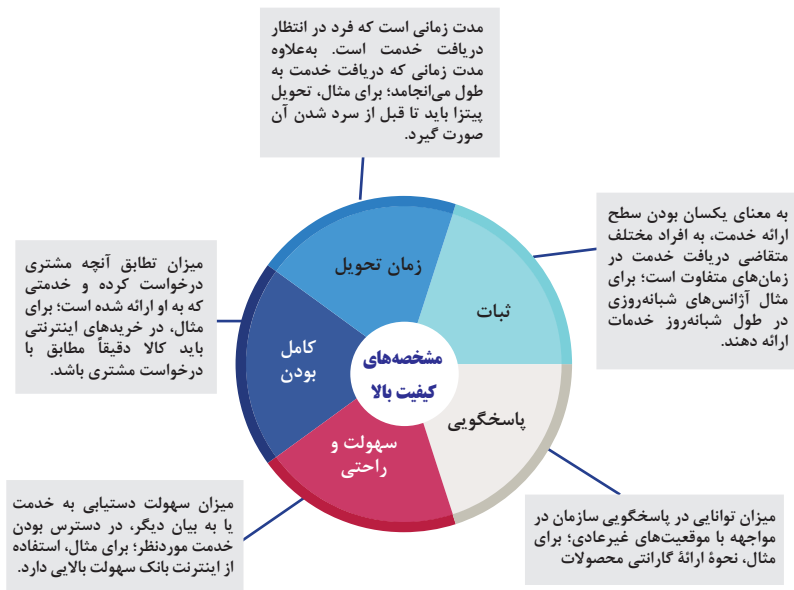 مدت زمانی است که فرد در انتظار
دریافت خدمت است. به‌علاوه
مدت زمانی که دریافت خدمت به
طول می‌انجامد؛ برای مثال، تحویل
پیتزا باید تا قبل از سرد شدن آن
صورت گیرد.
به معنای یکسان بودن سطح
ارائه خدمت، به افراد مختلف
متقاضی دریافت خدمت در
زمان‌های متفاوت است؛ برای
مثال آژانس‌های شبانه‌روزی
در طول شبانه‌روز خدمات
ارائه دهند.
میزان تطابق آنچه مشتری
درخواست کرده و خدمتی
که به او ارائه شده است؛ برای
مثال، در خریدهای اینترنتی
باید کالا دقیقاً مطابق با
درخواست مشتری باشد.
زمان تحویل
ثبات
کامل
بودن
مشخصه‌های
کیفیت بالا
پاسخگویی
سهولت و
راحتی
میزان توانایی در پاسخگویی سازمان در
مواجهه با موقعیت‌های غیرعادی؛ برای
مثال، نحوهٔ ارائهٔ گارانتی محصولات
میزان سهولت دستیابی به خدمت
یا به بیان دیگر، در دسترس بودن
خدمت موردنظر؛ برای مثال، استفاده
از اینترنت بانک سهولت بالایی دارد.